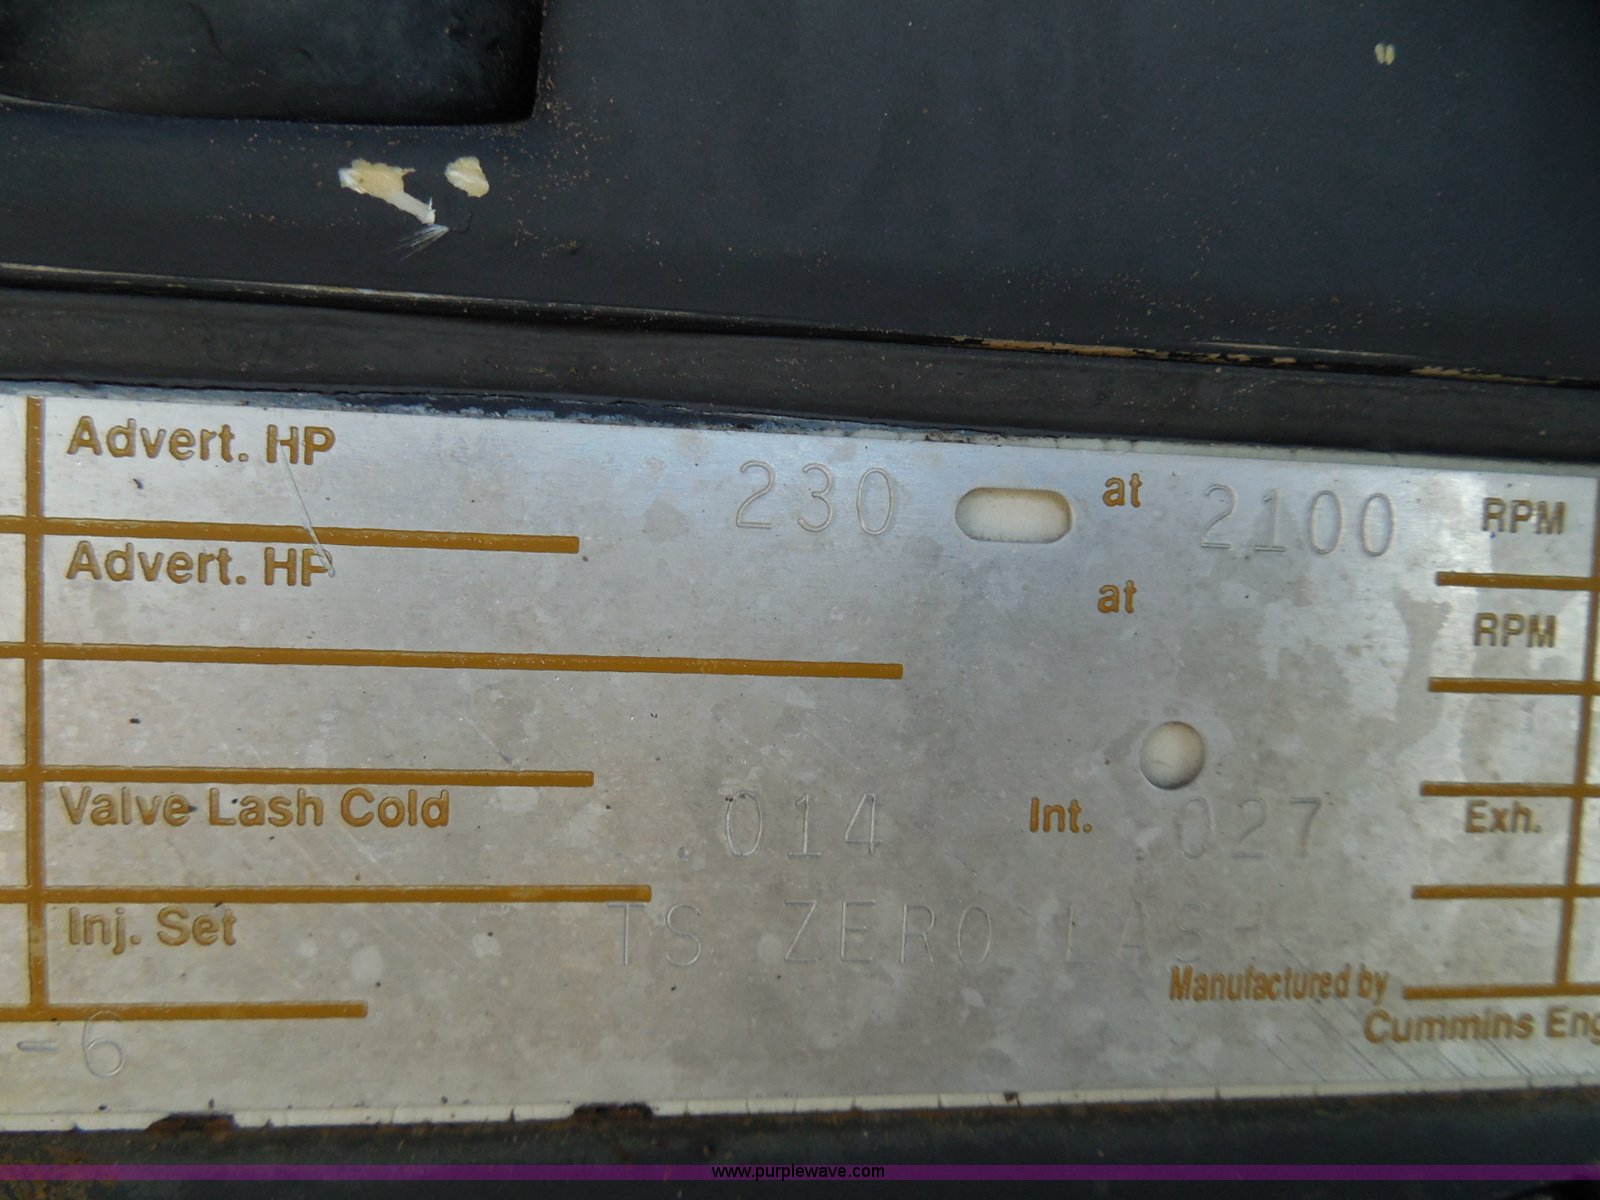 Advert. HP 230 at 2100 RPM
Advert. HP at RPM
Valve Lash Cold .014 Int. .027 Exh.
Inj. Set TS ZERO LASH
Manufactured by
Cummins Eng
-6
www.purplewave.com